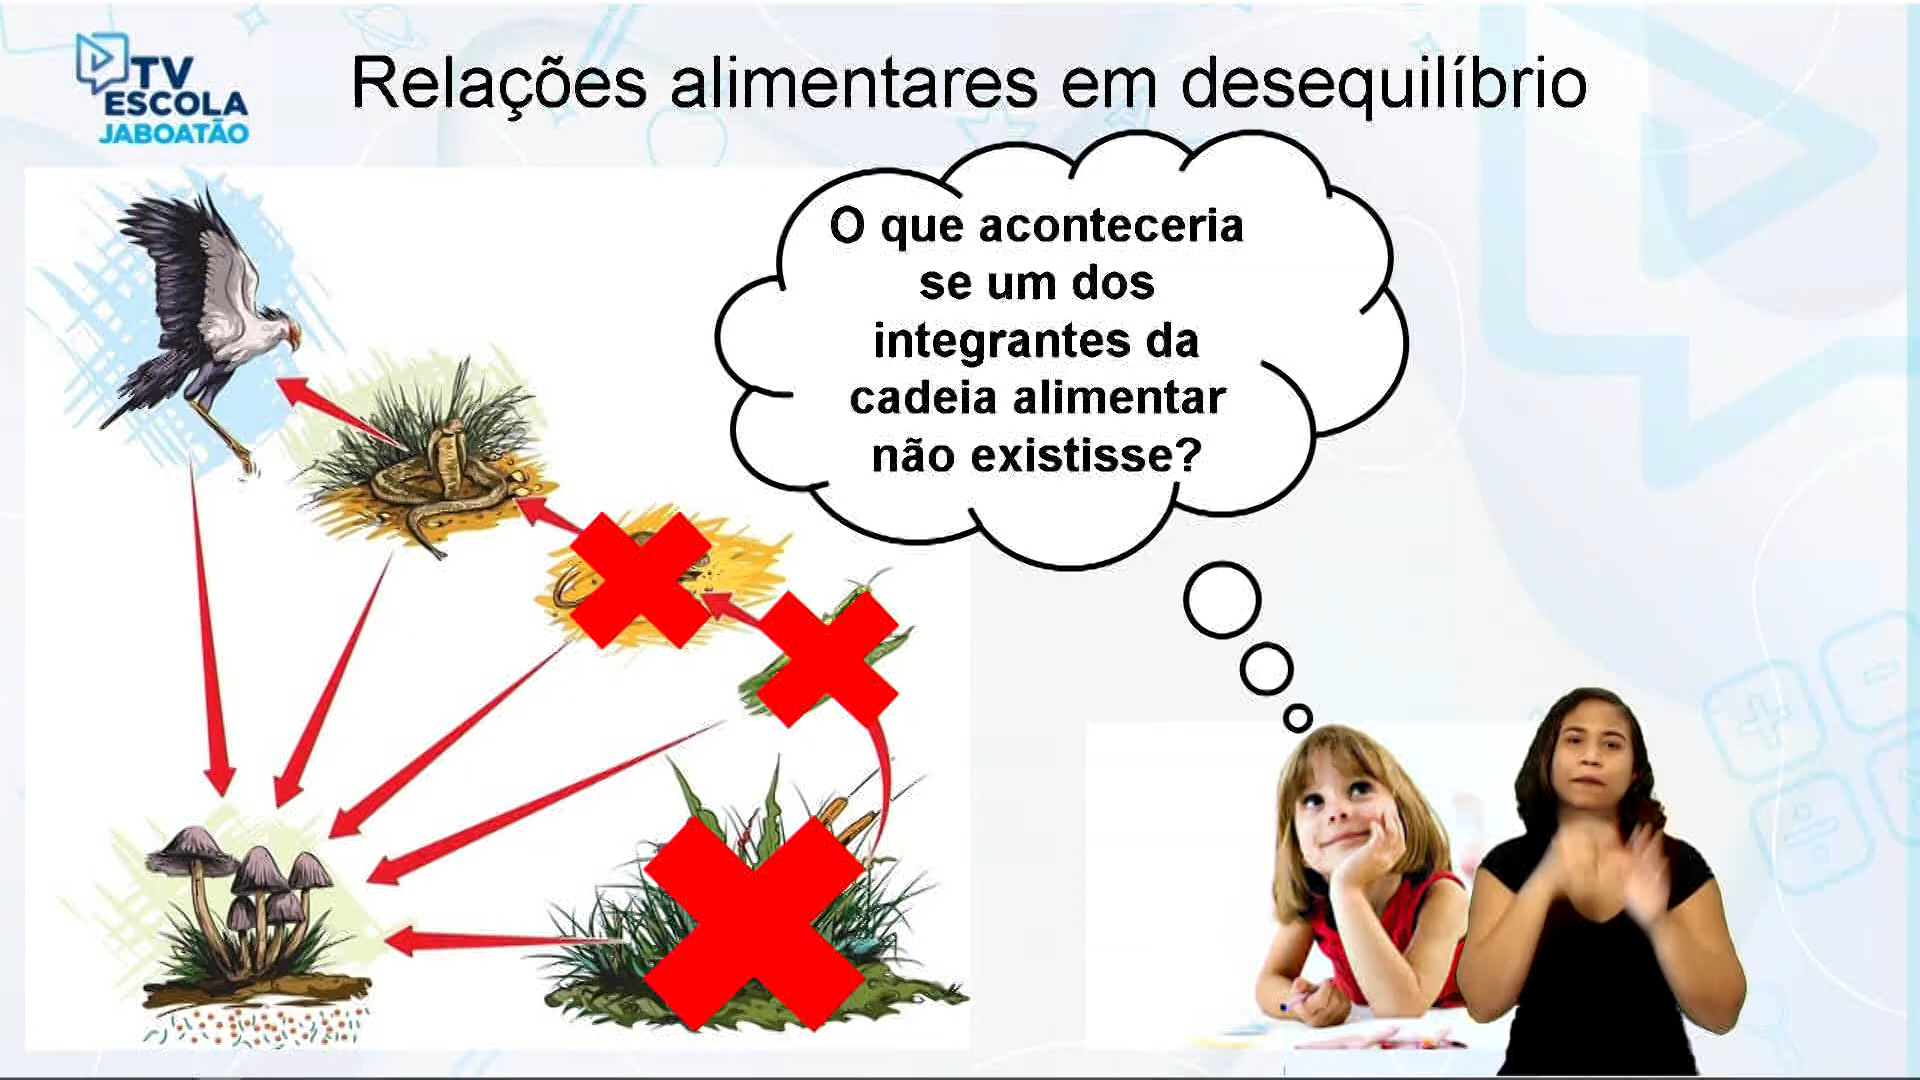 TV
ESCOLA
JABOATÃO
Relações alimentares em desequilíbrio
O que aconteceria
se um dos
integrantes da
cadeia alimentar
não existisse?